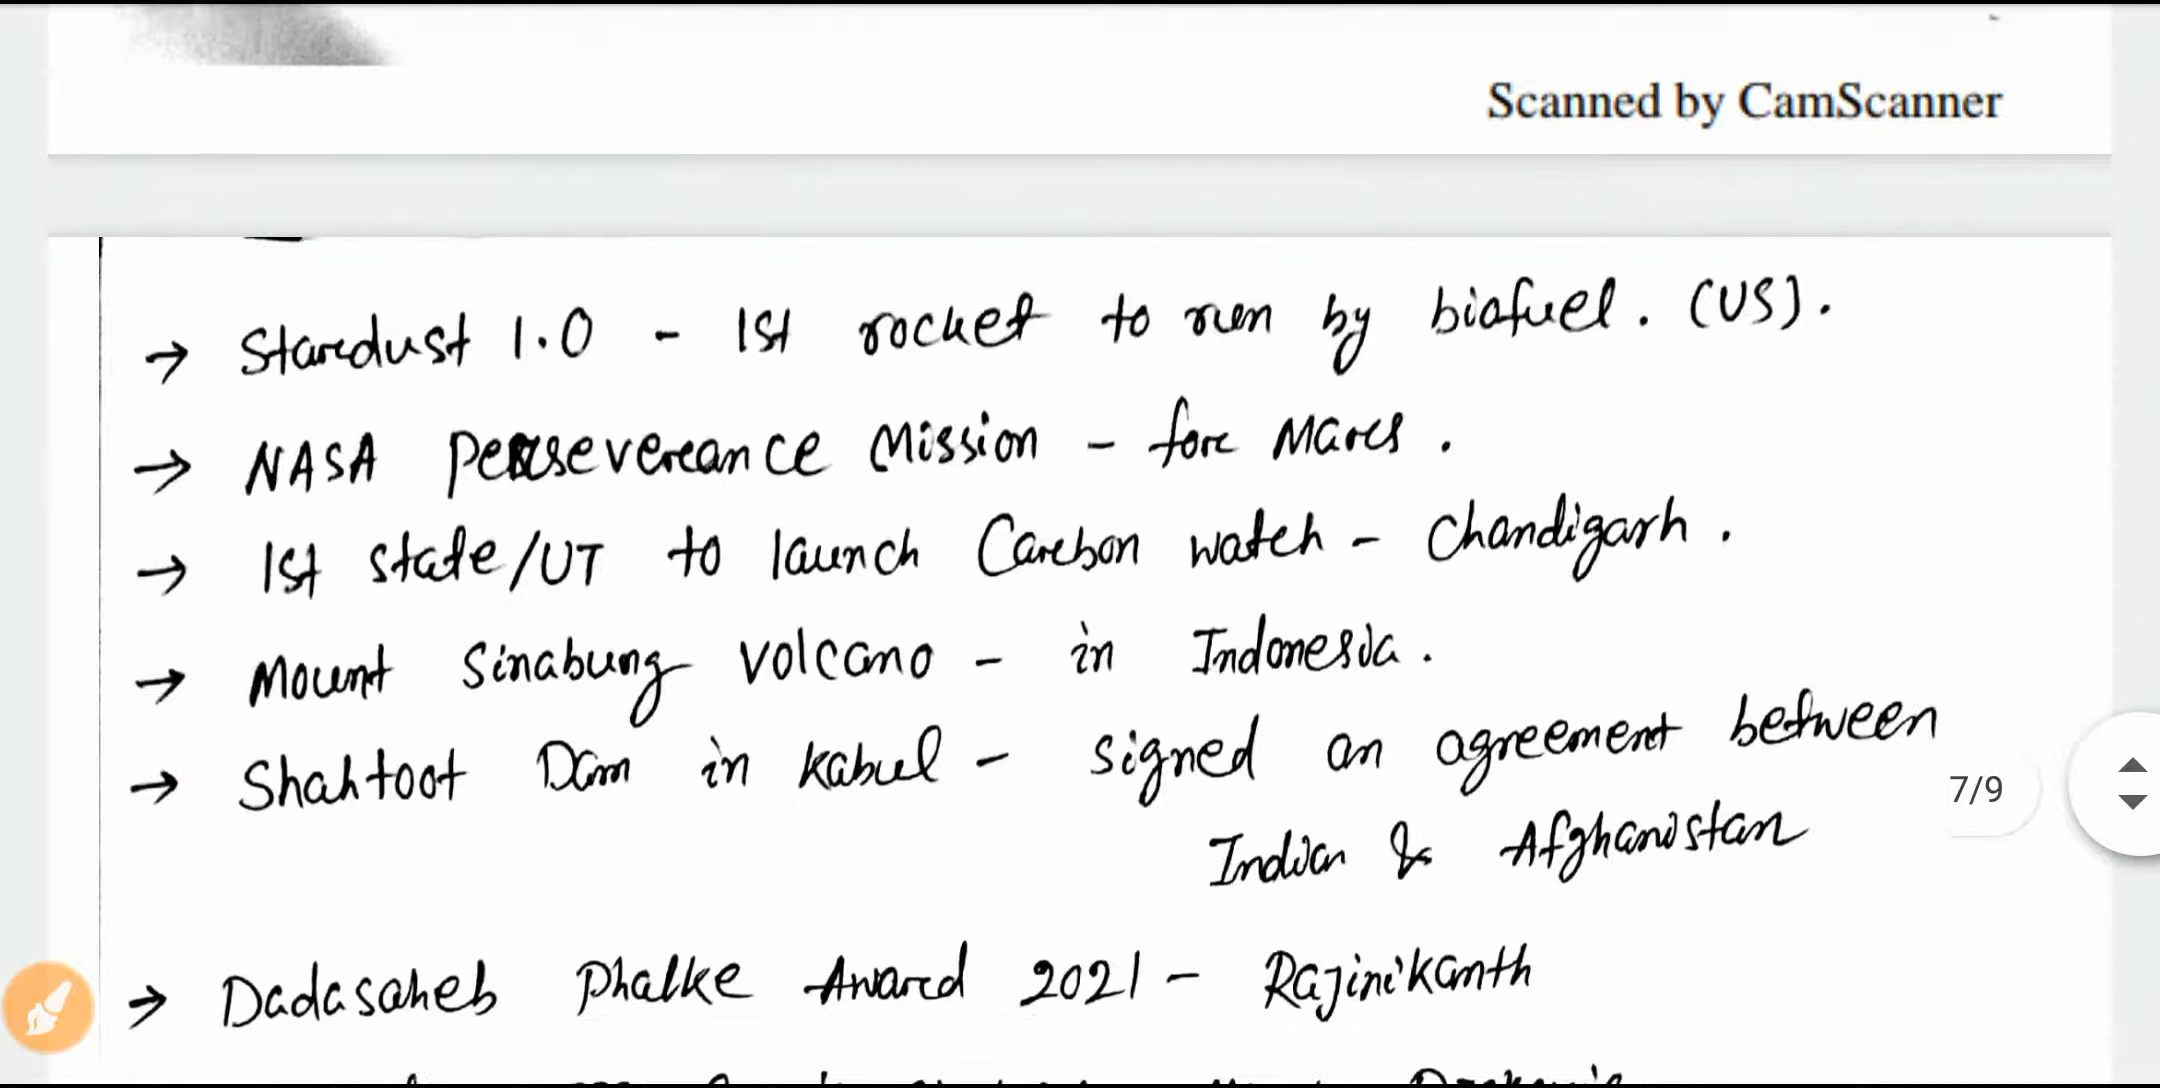 Scanned by CamScanner
→ Stardust 1.0 - 1st rocket to run by biofuel. (US).
→ NASA Perseverance Mission - for Mars.
→ 1st state/UT to launch Carbon watch - Chandigarh.
→ Mount Sinabung volcano - in Indonesia.
→ Shahtoot Dam in Kabul - signed an agreement between
7/9
Indian & Afghanistan
→ Dadasaheb Phalke Award 2021 - Rajinikanth